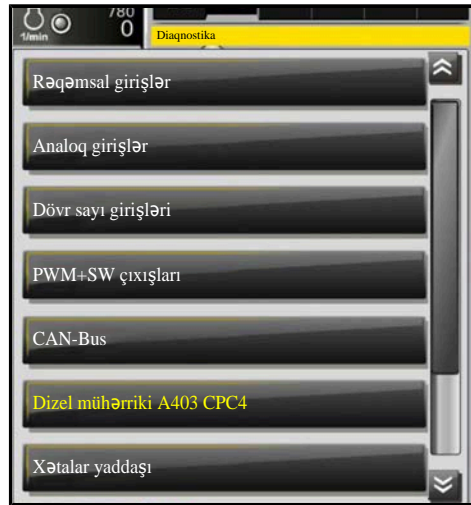 780
1/min 0
Diaqnostika
Rəqəmsal girişlər
Analoq girişlər
Dövr sayı girişləri
PWM+SW çıxışları
CAN-Bus
Dizel mühərriki A403 CPC4
Xətalar yaddaşı